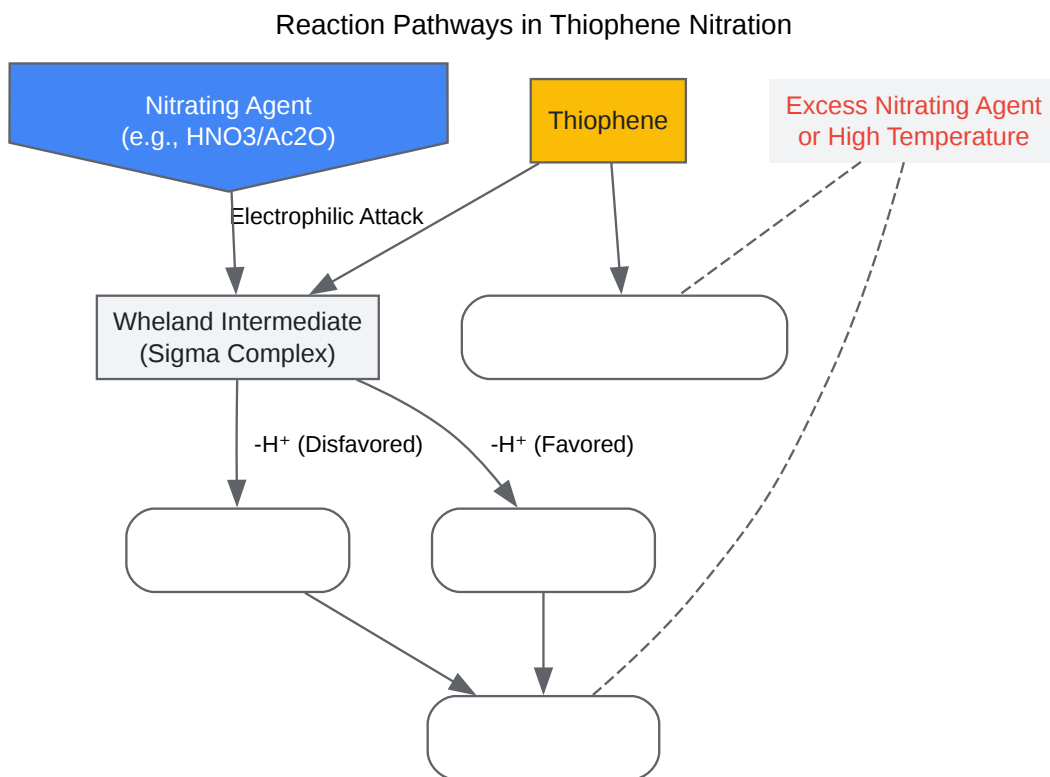 Reaction Pathways in Thiophene Nitration
Nitrating Agent
(e.g., HNO3/Ac2O)
Thiophene
Excess Nitrating Agent
or High Temperature
Electrophilic Attack
Wheland Intermediate
(Sigma Complex)
-H⁺ (Disfavored)
-H⁺ (Favored)